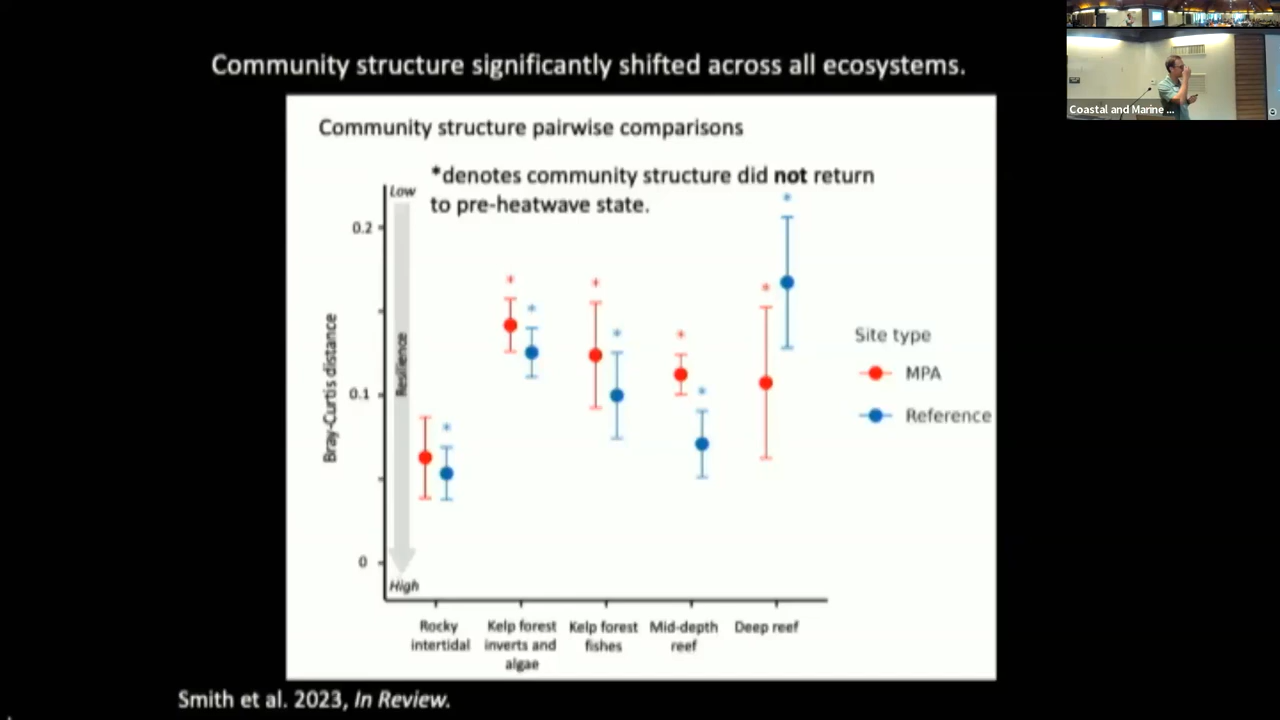 Community structure significantly shifted across all ecosystems.
Coastal and Marine ...
Community structure pairwise comparisons
*denotes community structure did not return
to pre-heatwave state.
Low
0.2
0.1
0
Resilience
High
Bray-Curtis distance
Site type
MPA
Reference
Rocky
intertidal
Kelp forest
inverts and
algae
Kelp forest
fishes
Mid-depth
reef
Deep reef
Smith et al. 2023, In Review.